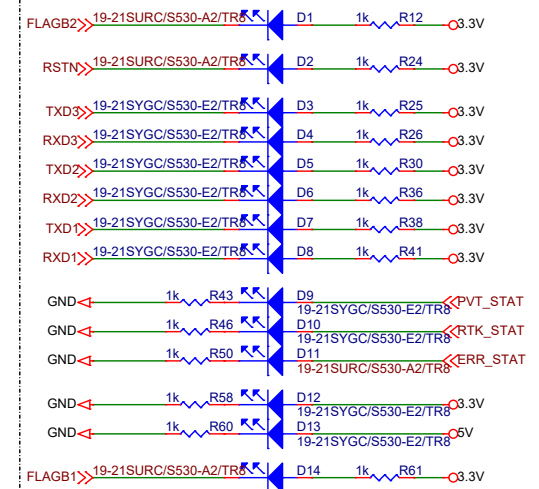 FLAGB2 19-21SURC/S530-A2/TR8 D1 1k R12 3.3V
RSTN 19-21SURC/S530-A2/TR8 D2 1k R24 3.3V
TXD3 19-21SYGC/S530-E2/TR8 D3 1k R25 3.3V
RXD3 19-21SYGC/S530-E2/TR8 D4 1k R26 3.3V
TXD2 19-21SYGC/S530-E2/TR8 D5 1k R30 3.3V
RXD2 19-21SYGC/S530-E2/TR8 D6 1k R36 3.3V
TXD1 19-21SYGC/S530-E2/TR8 D7 1k R38 3.3V
RXD1 19-21SYGC/S530-E2/TR8 D8 1k R41 3.3V
GND 1k R43 D9 PVT_STAT
19-21SYGC/S530-E2/TR8
GND 1k R46 D10 RTK_STAT
19-21SYGC/S530-E2/TR8
GND 1k R50 D11 ERR_STAT
19-21SURC/S530-A2/TR8
GND 1k R58 D12 3.3V
19-21SYGC/S530-E2/TR8
GND 1k R60 D13 5V
19-21SYGC/S530-E2/TR8
FLAGB1 19-21SURC/S530-A2/TR8 D14 1k R61 3.3V